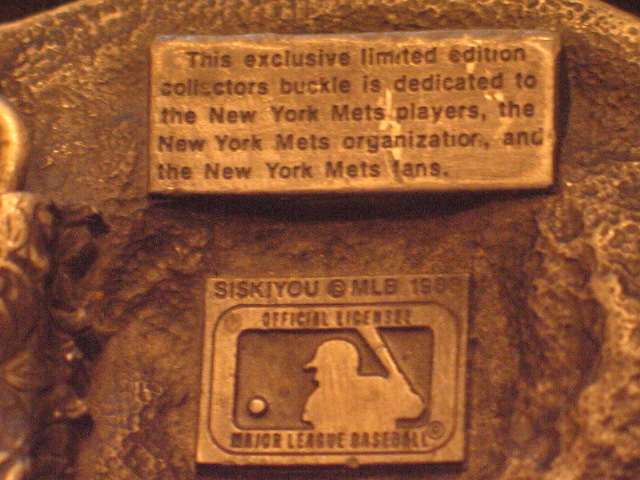 This exclusive limited edition
collectors buckle is dedicated to
the New York Mets players, the
New York Mets organization, and
the New York Mets fans.
SISKIYOU © MLB
OFFICIAL LICENSEE
MAJOR LEAGUE BASEBALL ®